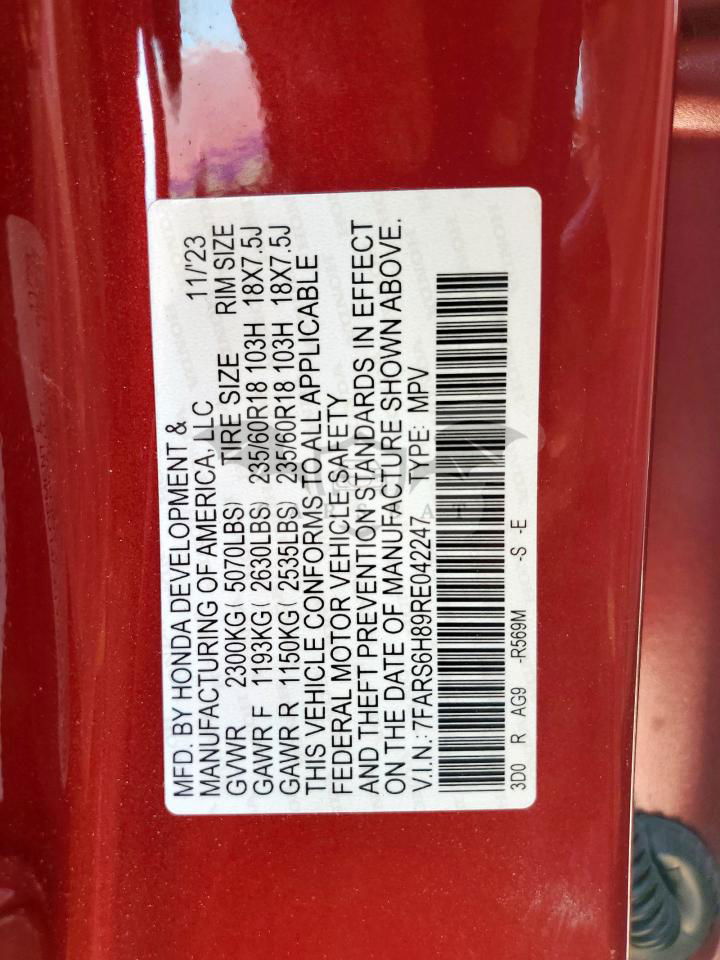 MFD. BY HONDA DEVELOPMENT &
MANUFACTURING OF AMERICA, LLC 11/'23
GVWR 2300KG( 5070LBS) TIRE SIZE RIM SIZE
GAWR F 1193KG( 2630LBS) 235/60R18 103H 18X7.5J
GAWR R 1150KG( 2535LBS) 235/60R18 103H 18X7.5J
THIS VEHICLE CONFORMS TO ALL APPLICABLE
FEDERAL MOTOR VEHICLE SAFETY
AND THEFT PREVENTION STANDARDS IN EFFECT
ON THE DATE OF MANUFACTURE SHOWN ABOVE.
V.I.N.: 7FARS6H89RE042247 TYPE: MPV
3D0 R AG9 -R569M -S -E